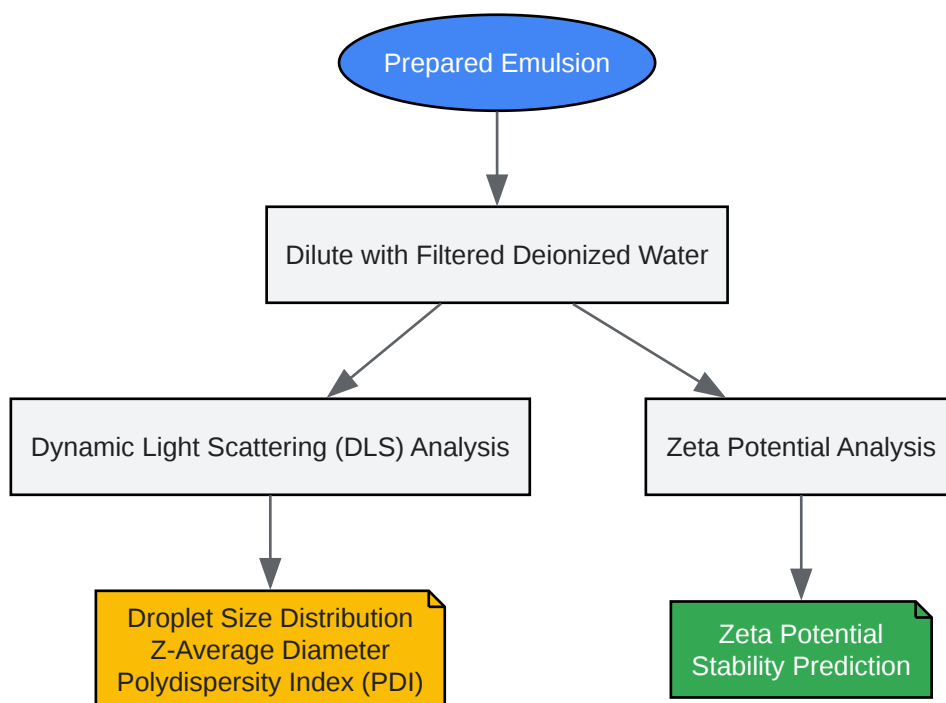 Prepared Emulsion
Dilute with Filtered Deionized Water
Dynamic Light Scattering (DLS) Analysis
Zeta Potential Analysis
Droplet Size Distribution
Z-Average Diameter
Polydispersity Index (PDI)
Zeta Potential
Stability Prediction